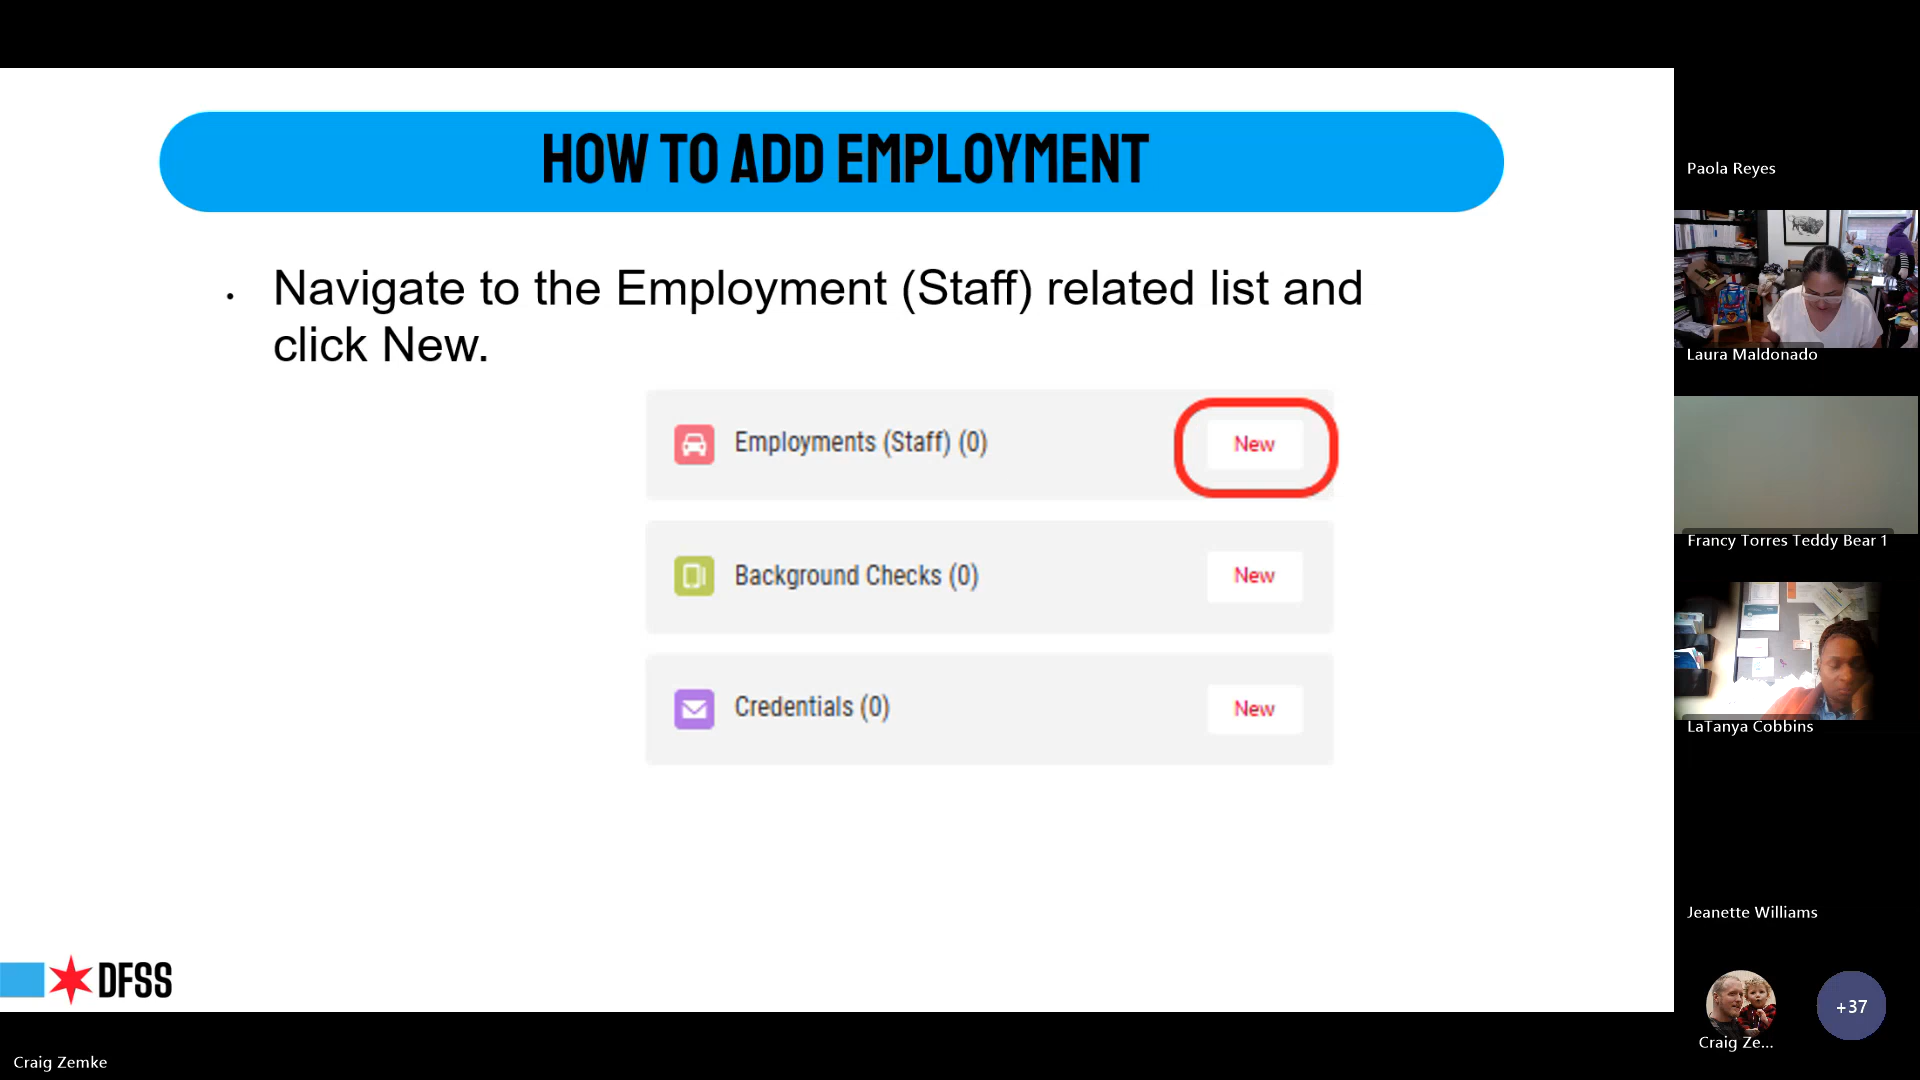 HOW TO ADD EMPLOYMENT
• Navigate to the Employment (Staff) related list and
click New.
Employments (Staff) (0) New
Background Checks (0) New
Credentials (0) New
DFSS
Craig Zemke
Paola Reyes
Laura Maldonado
Francy Torres Teddy Bear 1
LaTanya Cobbins
Jeanette Williams
Craig Ze...
+37